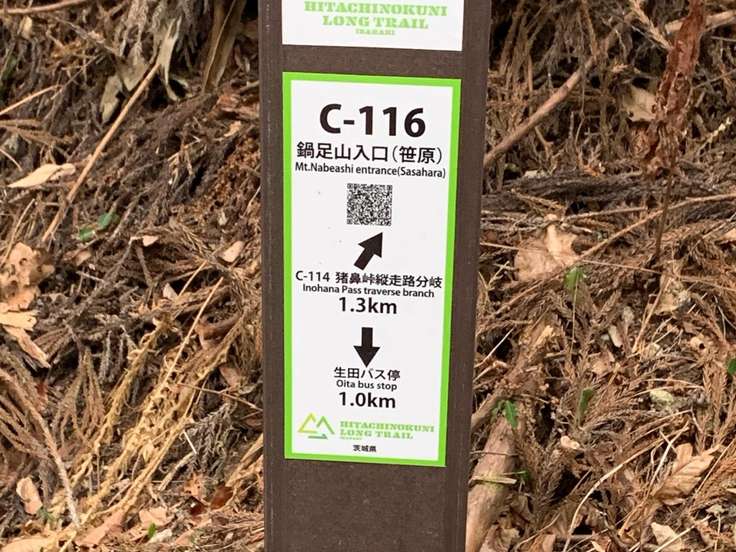 HITACHINOKUNI
LONG TRAIL
IBARAKI
C-116
鍋足山入口(笹原)
Mt.Nabeashi entrance(Sasahara)
C-114 猪鼻峠縦走路分岐
Inohana Pass traverse branch
1.3km
生田バス停
Oita bus stop
1.0km
HITACHINOKUNI
LONG TRAIL
IBARAKI
茨城県